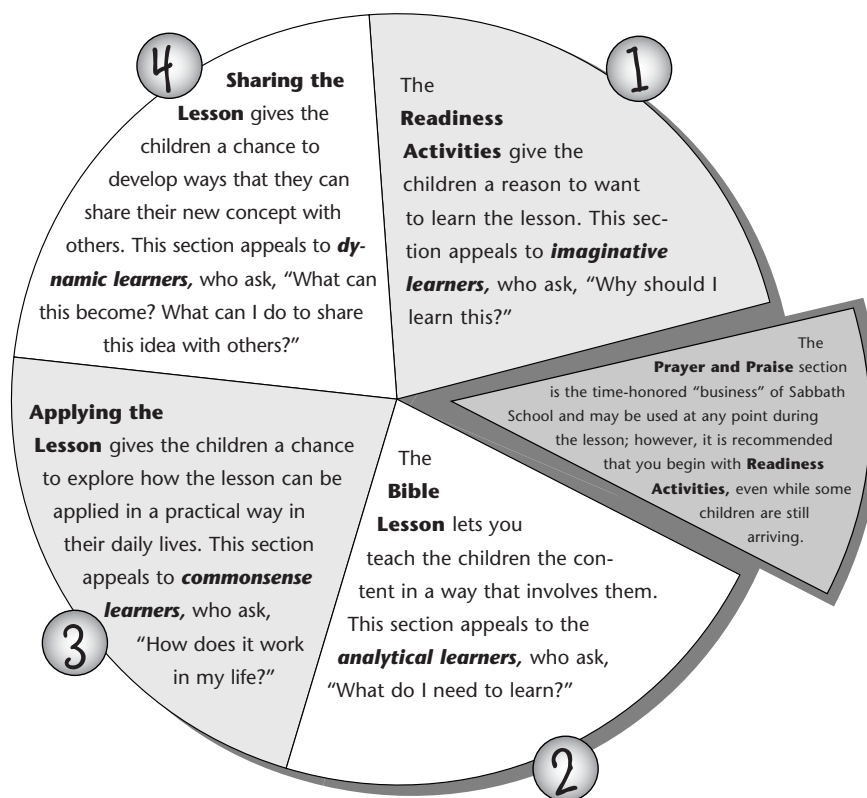 1
The
Readiness
Activities give the
children a reason to want
to learn the lesson. This sec-
tion appeals to imaginative
learners, who ask, “Why should I
learn this?”
The
Prayer and Praise section
is the time-honored “business” of Sabbath
School and may be used at any point during
the lesson; however, it is recommended
that you begin with Readiness
Activities, even while some
children are still
arriving.
2
The
Bible
Lesson lets you
teach the children the con-
tent in a way that involves them.
This section appeals to the
analytical learners, who ask,
“What do I need to learn?”
3
Applying the
Lesson gives the children a chance
to explore how the lesson can be
applied in a practical way in
their daily lives. This section
appeals to commonsense
learners, who ask,
“How does it work
in my life?”
4
Sharing the
Lesson gives the
children a chance to
develop ways that they can
share their new concept with
others. This section appeals to dy-
namic learners, who ask, “What can
this become? What can I do to share
this idea with others?”